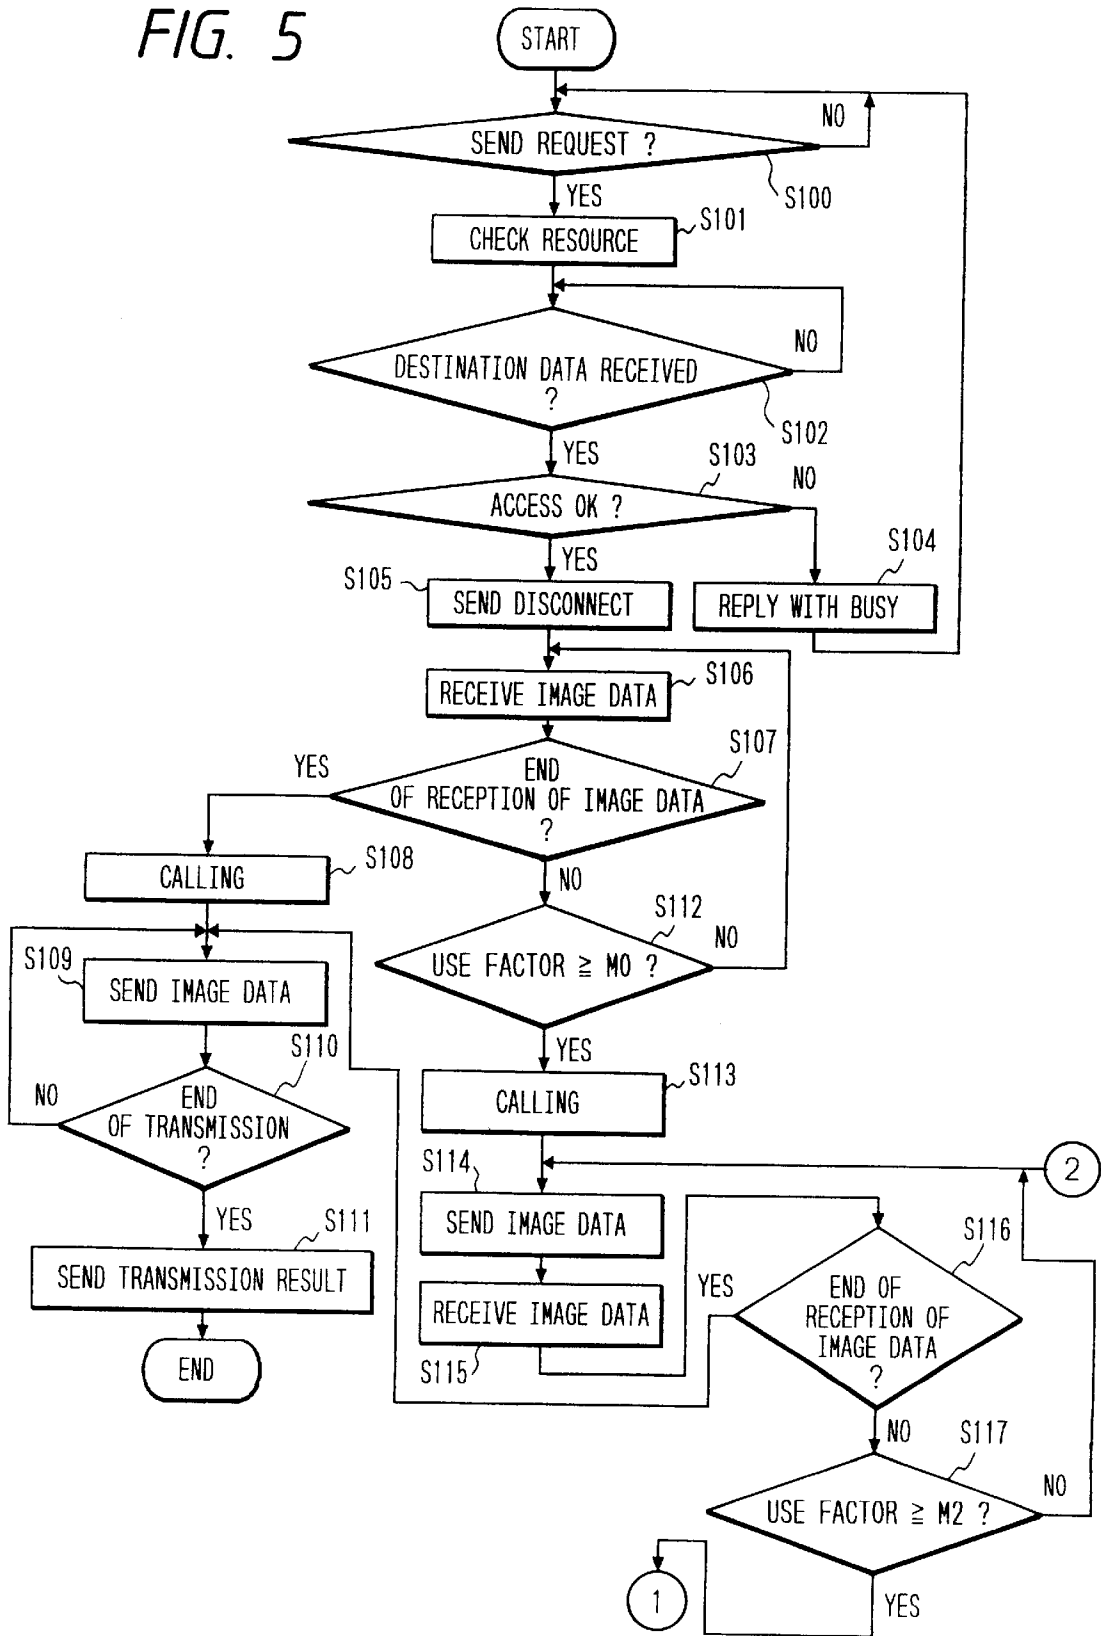 FIG. 5
START
NO
SEND REQUEST ?
S100
YES
S101
CHECK RESOURCE
NO
DESTINATION DATA RECEIVED
?
S102
YES
S103
NO
ACCESS OK ?
YES
S104
S105
SEND DISCONNECT
REPLY WITH BUSY
S106
RECEIVE IMAGE DATA
S107
YES
END
OF RECEPTION OF IMAGE DATA
?
S108
CALLING
NO
S112
NO
S109
USE FACTOR ≧ M0 ?
SEND IMAGE DATA
S110
YES
S113
NO
END
OF TRANSMISSION
?
CALLING
S114
2
YES
S111
SEND IMAGE DATA
S116
SEND TRANSMISSION RESULT
YES
END OF
RECEPTION OF
IMAGE DATA
?
RECEIVE IMAGE DATA
S115
END
NO
S117
NO
USE FACTOR ≧ M2 ?
1
YES